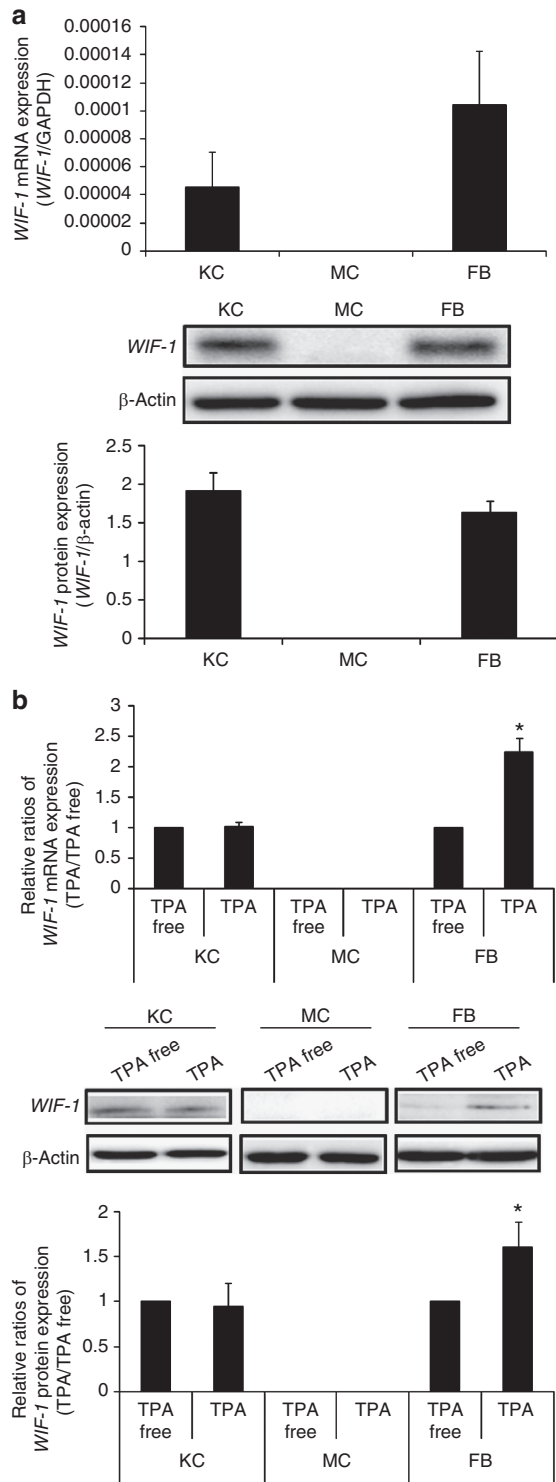 a
WIF-1 mRNA expression
(WIF-1/GAPDH)
0.00016
0.00014
0.00012
0.0001
0.00008
0.00006
0.00004
0.00002
0
KC MC FB
KC MC FB
WIF-1
β-Actin
WIF-1 protein expression
(WIF-1/β-actin)
2.5
2
1.5
1
0.5
0
KC MC FB
b
Relative ratios of
WIF-1 mRNA expression
(TPA/TPA free)
3
2.5
2
1.5
1
0.5
0
*
TPA free TPA TPA free TPA TPA free TPA
KC MC FB
KC MC FB
TPA free TPA TPA free TPA TPA free TPA
WIF-1
β-Actin
Relative ratios of
WIF-1 protein expression
(TPA/TPA free)
2
1.5
1
0.5
0
*
TPA free TPA TPA free TPA TPA free TPA
KC MC FB